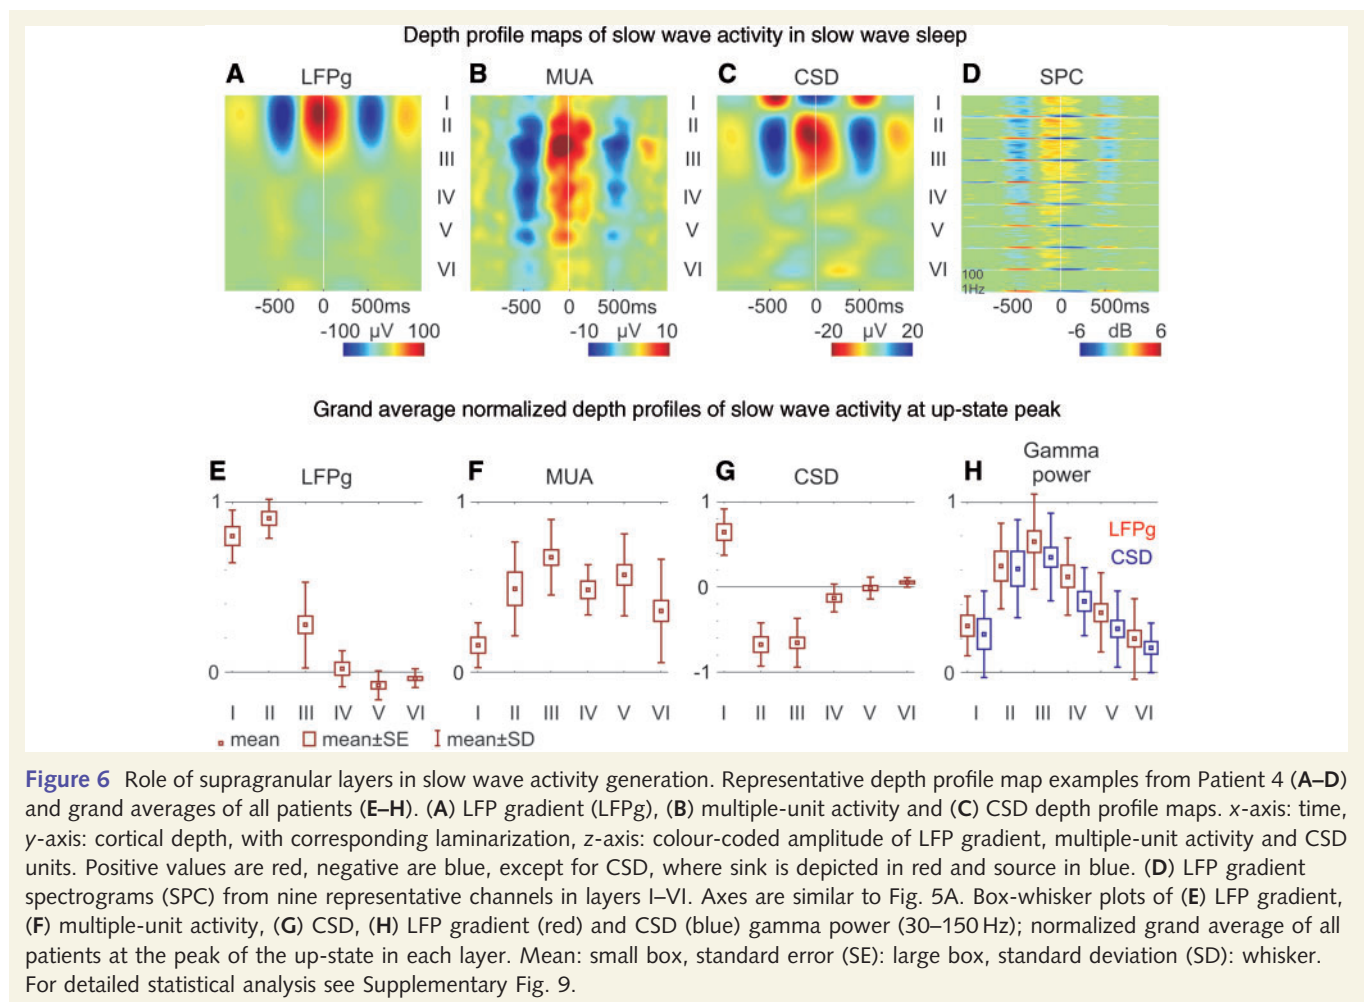 Depth profile maps of slow wave activity in slow wave sleep
A LFPg B MUA C CSD D SPC
I I
II II
III III
IV IV
V V
VI VI
100
1Hz
-500 0 500ms -500 0 500ms -500 0 500ms -500 0 500ms
-100 µV 100 -10 µV 10 -20 µV 20 -6 dB 6
Grand average normalized depth profiles of slow wave activity at up-state peak
E LFPg F MUA G CSD H Gamma power
1 1 1 1
LFPg
CSD
0
0 0 -1 0
I II III IV V VI I II III IV V VI I II III IV V VI I II III IV V VI
mean mean±SE mean±SD
Figure 6 Role of supragranular layers in slow wave activity generation. Representative depth profile map examples from Patient 4 (A–D)
and grand averages of all patients (E–H). (A) LFP gradient (LFPg), (B) multiple-unit activity and (C) CSD depth profile maps. x-axis: time,
y-axis: cortical depth, with corresponding laminarization, z-axis: colour-coded amplitude of LFP gradient, multiple-unit activity and CSD
units. Positive values are red, negative are blue, except for CSD, where sink is depicted in red and source in blue. (D) LFP gradient
spectrograms (SPC) from nine representative channels in layers I–VI. Axes are similar to Fig. 5A. Box-whisker plots of (E) LFP gradient,
(F) multiple-unit activity, (G) CSD, (H) LFP gradient (red) and CSD (blue) gamma power (30–150 Hz); normalized grand average of all
patients at the peak of the up-state in each layer. Mean: small box, standard error (SE): large box, standard deviation (SD): whisker.
For detailed statistical analysis see Supplementary Fig. 9.